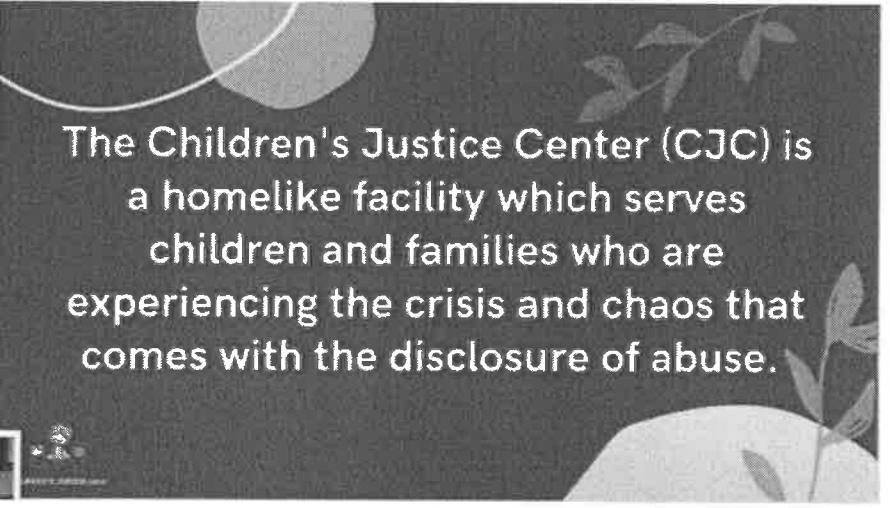 The Children's Justice Center (CJC) is
a homelike facility which serves
children and families who are
experiencing the crisis and chaos that
comes with the disclosure of abuse.